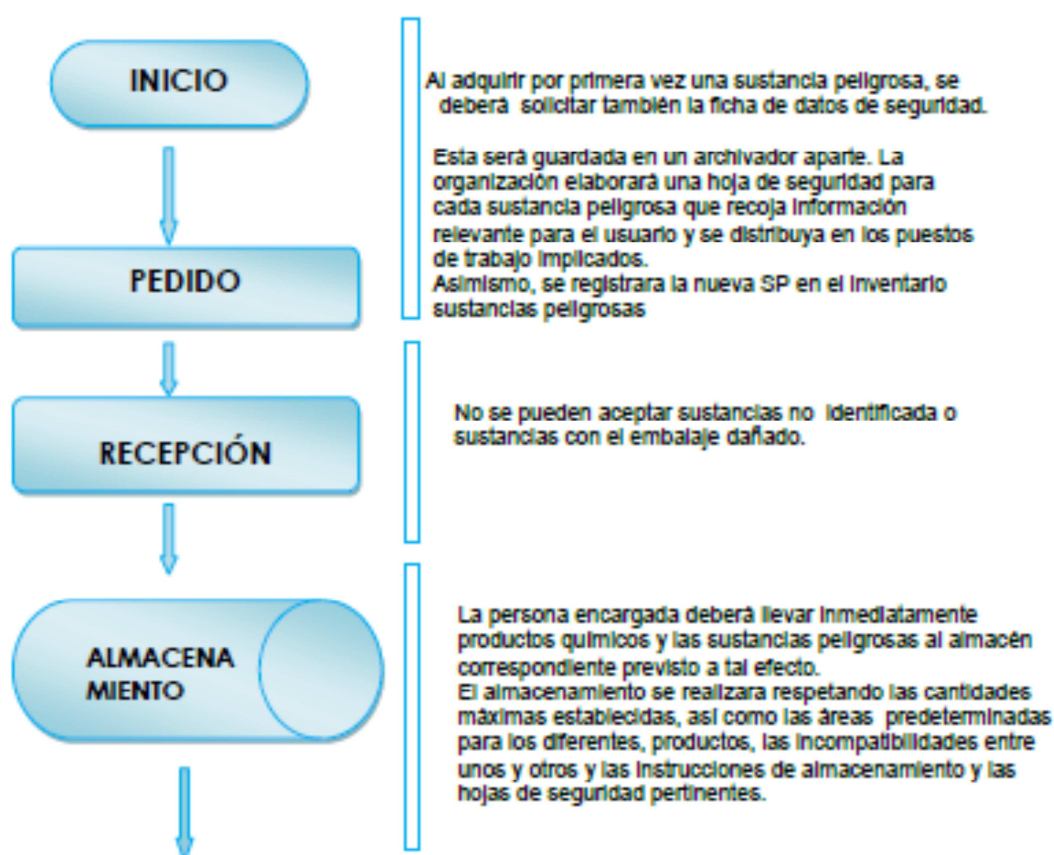 INICIO
Al adquirir por primera vez una sustancia peligrosa, se
deberá solicitar también la ficha de datos de seguridad.
Esta será guardada en un archivador aparte. La
organización elaborará una hoja de seguridad para
cada sustancia peligrosa que recoja información
relevante para el usuario y se distribuya en los puestos
de trabajo implicados.
Asimismo, se registrara la nueva SP en el inventario
sustancias peligrosas
PEDIDO
RECEPCIÓN
No se pueden aceptar sustancias no identificada o
sustancias con el embalaje dañado.
ALMACENA
MIENTO
La persona encargada deberá llevar inmediatamente
productos químicos y las sustancias peligrosas al almacén
correspondiente previsto a tal efecto.
El almacenamiento se realizara respetando las cantidades
máximas establecidas, así como las áreas predeterminadas
para los diferentes, productos, las incompatibilidades entre
unos y otros y las instrucciones de almacenamiento y las
hojas de seguridad pertinentes.